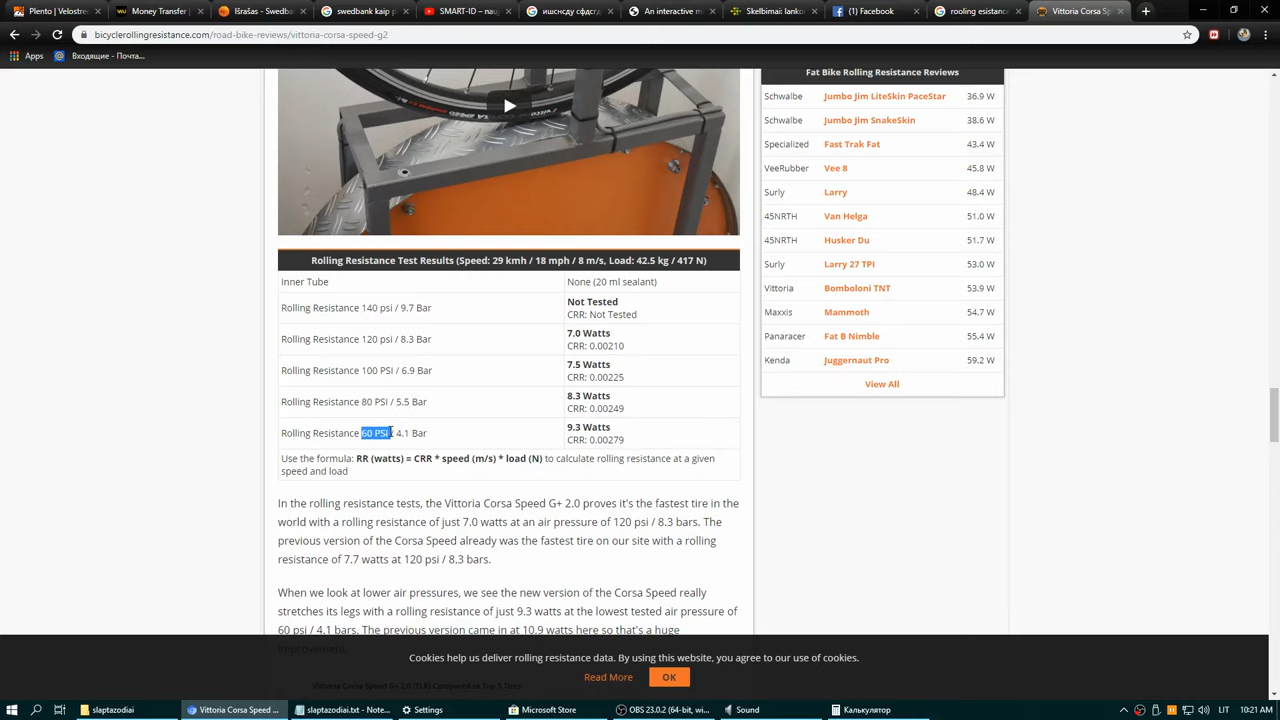 Plento | Velostre
Money Transfer |
Išrašas - Swedba
swedbank kaip p
SMART-ID – nauj
ишснсду сфдсг
An interactive m
Skelbimai: lanko
(1) Facebook
rooling esistance
Vittoria Corsa Sp
bicyclerollingresistance.com/road-bike-reviews/vittoria-corsa-speed-g2
Apps
Входящие - Почта...
Rolling Resistance Test Results (Speed: 29 kmh / 18 mph / 8 m/s, Load: 42.5 kg / 417 N)
Inner Tube None (20 ml sealant)
Rolling Resistance 140 psi / 9.7 Bar Not Tested
CRR: Not Tested
Rolling Resistance 120 psi / 8.3 Bar 7.0 Watts
CRR: 0.00210
Rolling Resistance 100 PSI / 6.9 Bar 7.5 Watts
CRR: 0.00225
Rolling Resistance 80 PSI / 5.5 Bar 8.3 Watts
CRR: 0.00249
Rolling Resistance 60 PSI / 4.1 Bar 9.3 Watts
CRR: 0.00279
Use the formula: RR (watts) = CRR * speed (m/s) * load (N) to calculate rolling resistance at a given
speed and load
In the rolling resistance tests, the Vittoria Corsa Speed G+ 2.0 proves it's the fastest tire in the
world with a rolling resistance of just 7.0 watts at an air pressure of 120 psi / 8.3 bars. The
previous version of the Corsa Speed already was the fastest tire on our site with a rolling
resistance of 7.7 watts at 120 psi / 8.3 bars.
When we look at lower air pressures, we see the new version of the Corsa Speed really
stretches its legs with a rolling resistance of just 9.3 watts at the lowest tested air pressure of
60 psi / 4.1 bars. The previous version came in at 10.9 watts here so that's a huge
improvement.
Vittoria Corsa Speed G+ 2.0 (TLR) Compared to Top 5 Tires
Fat Bike Rolling Resistance Reviews
Schwalbe Jumbo Jim LiteSkin PaceStar 36.9 W
Schwalbe Jumbo Jim SnakeSkin 38.6 W
Specialized Fast Trak Fat 43.4 W
VeeRubber Vee 8 45.8 W
Surly Larry 48.4 W
45NRTH Van Helga 51.0 W
45NRTH Husker Du 51.7 W
Surly Larry 27 TPI 53.0 W
Vittoria Bomboloni TNT 53.9 W
Maxxis Mammoth 54.7 W
Panaracer Fat B Nimble 55.4 W
Kenda Juggernaut Pro 59.2 W
View All
Cookies help us deliver rolling resistance data. By using this website, you agree to our use of cookies.
Read More OK
slaptazodiai
Vittoria Corsa Speed ...
slaptazodiai.txt - Note...
Settings
Microsoft Store
OBS 23.0.2 (64-bit, wi...
Sound
Калькулятор
LIT
10:21 AM